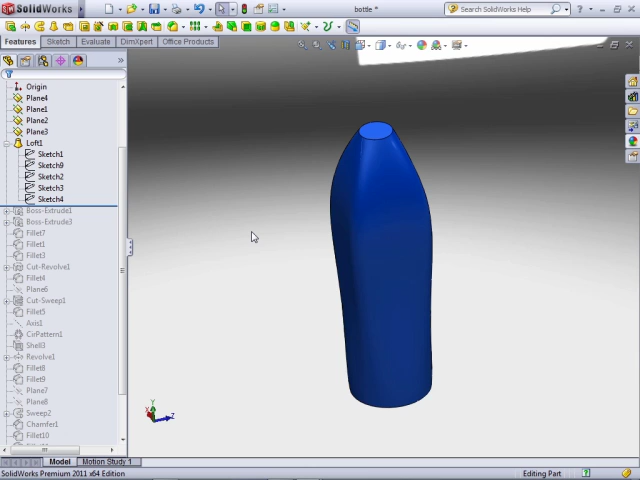 SolidWorks
bottle *
Search SolidWorks Help
Features Sketch Evaluate DimXpert Office Products
Origin
Plane4
Plane1
Plane2
Plane3
Loft1
Sketch1
Sketch9
Sketch2
Sketch3
Sketch4
Boss-Extrude1
Boss-Extrude3
Fillet7
Fillet1
Fillet3
Cut-Revolve1
Fillet4
Plane6
Cut-Sweep1
Fillet5
Axis1
CirPattern1
Shell3
Revolve1
Fillet8
Fillet9
Plane7
Plane8
Sweep2
Chamfer1
Fillet10
Y
X
Z
Model Motion Study 1
SolidWorks Premium 2011 x64 Edition
Editing Part